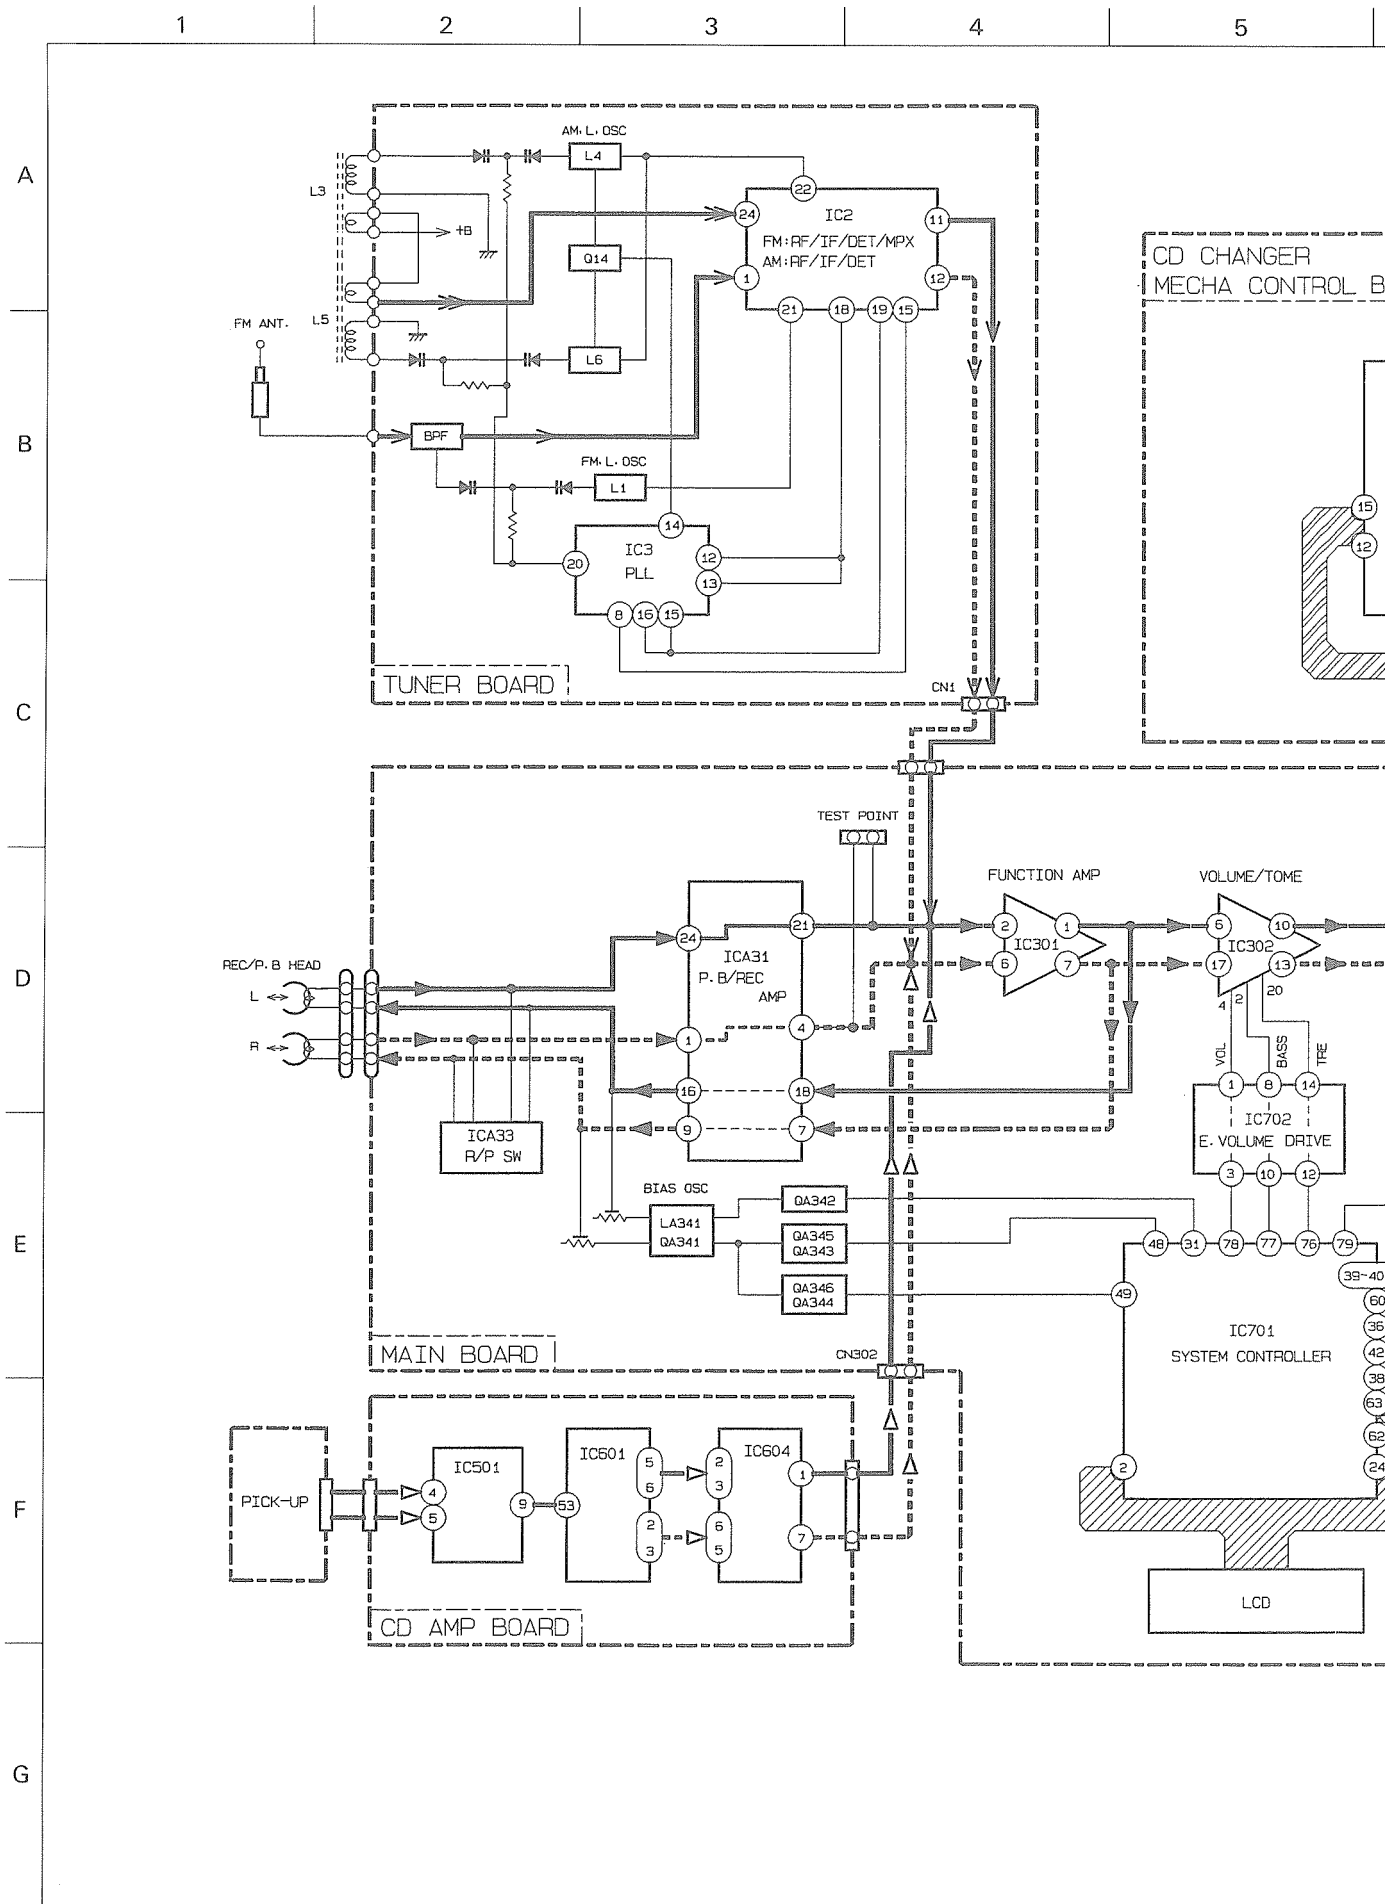 1 2 3 4 5
A
AM. L. OSC
L4
L3
22
24
IC2
11
+B
FM:RF/IF/DET/MPX
AM:RF/IF/DET
Q14
1
12
21 18 19 15
CD CHANGER
MECHA CONTROL B
FM ANT.
L5
L6
B
BPF
FM. L. OSC
L1
14
IC3
PLL
20
12
13
8 16 15
15
12
TUNER BOARD
CN1
C
TEST POINT
FUNCTION AMP
VOLUME/TOME
D
24
21
ICA31
P.B/REC
AMP
2
1
IC301
6
7
6
10
IC302
17
13
4 2 20
REC/P.B HEAD
L
R
1
4
VOL BASS TRE
16
18
1 8 14
9
7
ICA33
R/P SW
IC702
E.VOLUME DRIVE
3 10 12
E
BIAS OSC
LA341
QA341
QA342
QA345
QA343
QA346
QA344
48 31 78 77 76 79
39-40
49
60
36
42
38
63
62
24
IC701
SYSTEM CONTROLLER
MAIN BOARD
CN302
2
F
PICK-UP
IC501
4
5
9
53
IC601
5
6
2
3
IC604
2
3
6
5
1
7
LCD
CD AMP BOARD
G